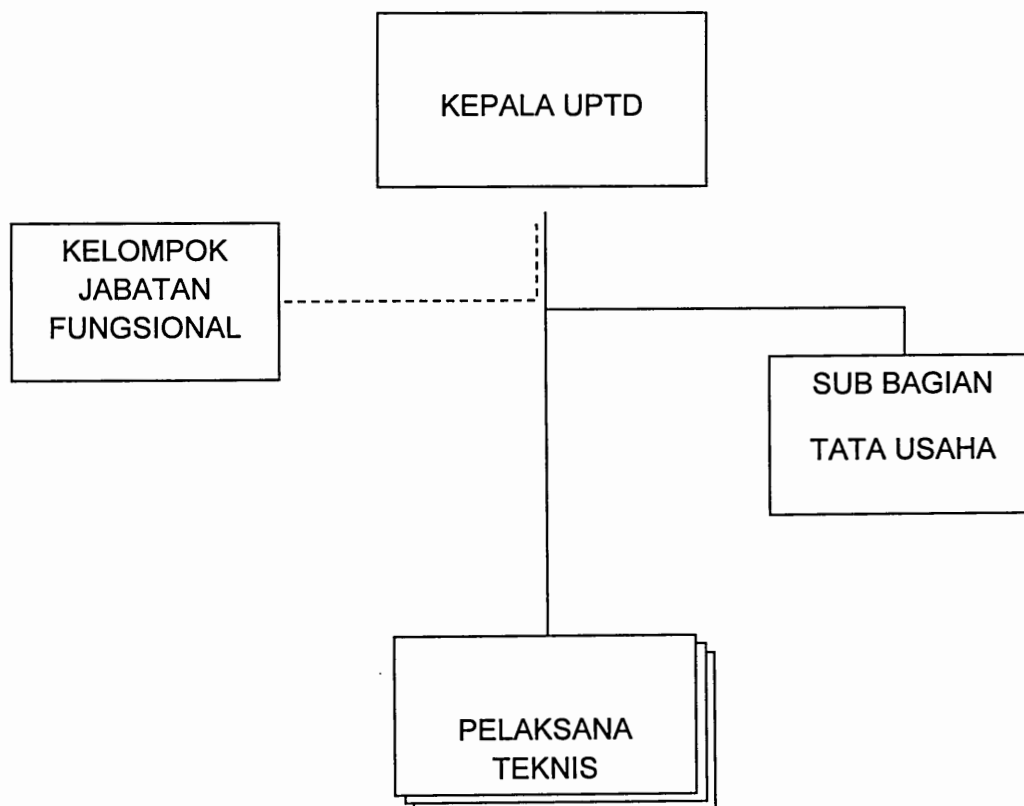 KEPALA UPTD
KELOMPOK
JABATAN
FUNGSIONAL
SUB BAGIAN
TATA USAHA
PELAKSANA
TEKNIS